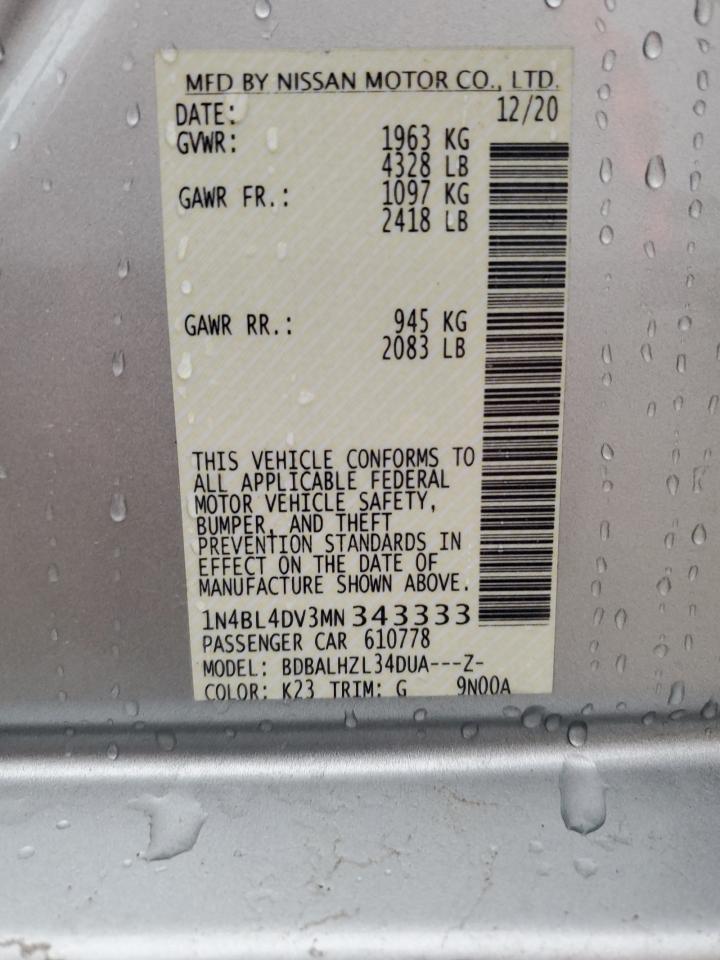 MFD BY NISSAN MOTOR CO., LTD.
DATE: 12/20
GVWR: 1963 KG
4328 LB
GAWR FR.: 1097 KG
2418 LB
GAWR RR.: 945 KG
2083 LB
THIS VEHICLE CONFORMS TO
ALL APPLICABLE FEDERAL
MOTOR VEHICLE SAFETY,
BUMPER, AND THEFT
PREVENTION STANDARDS IN
EFFECT ON THE DATE OF
MANUFACTURE SHOWN ABOVE.
1N4BL4DV3MN343333
PASSENGER CAR 610778
MODEL: BDBALHZL34DUA---Z-
COLOR: K23 TRIM: G 9N00A